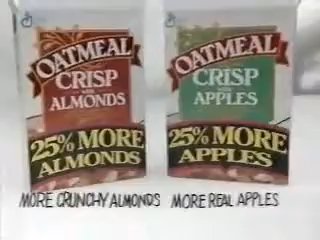 OATMEAL
CRISP
with
ALMONDS
25% MORE
ALMONDS
MORE CRUNCHY ALMONDS
OATMEAL
CRISP
with
APPLES
25% MORE
APPLES
MORE REAL APPLES